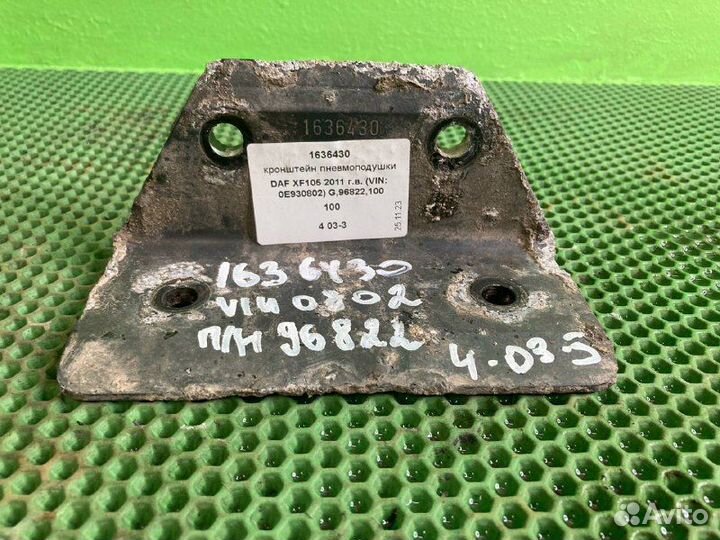 1636430
1636430
кронштейн пневмоподушки
DAF XF105 2011 г.в. (VIN:
0E930802) G,96822,100
100
4 03-3
25.11.23
1636430
VIN 0802
П/Н 96822
4-03-3
Avito